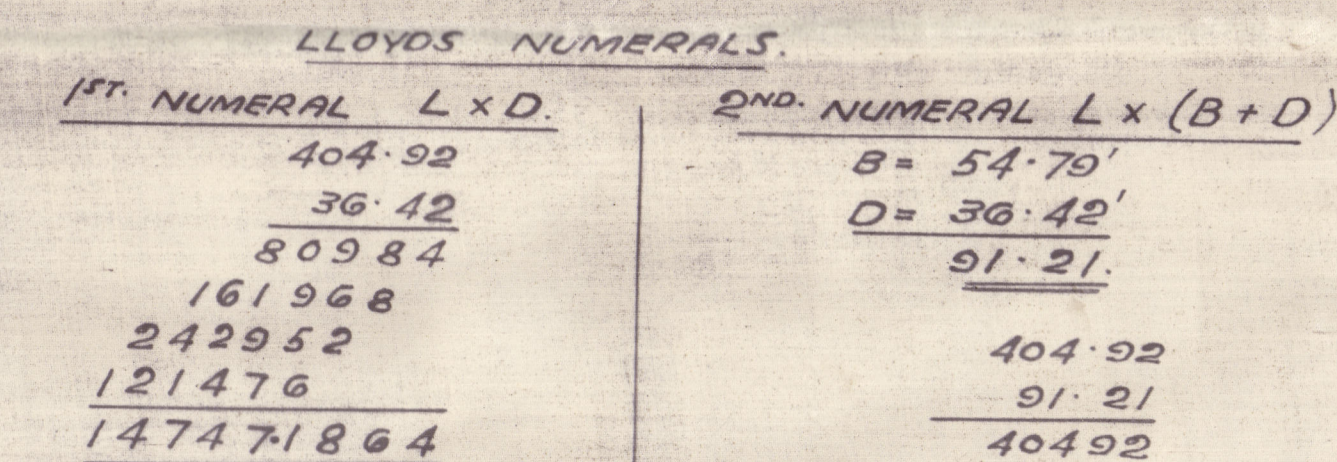 LLOYDS NUMERALS.
1ST. NUMERAL L x D.
404·92
36·42
80984
161968
242952
121476
14747·1864
2ND. NUMERAL L x (B + D)
B = 54·79'
D = 36·42'
91·21.
404·92
91·21
40492